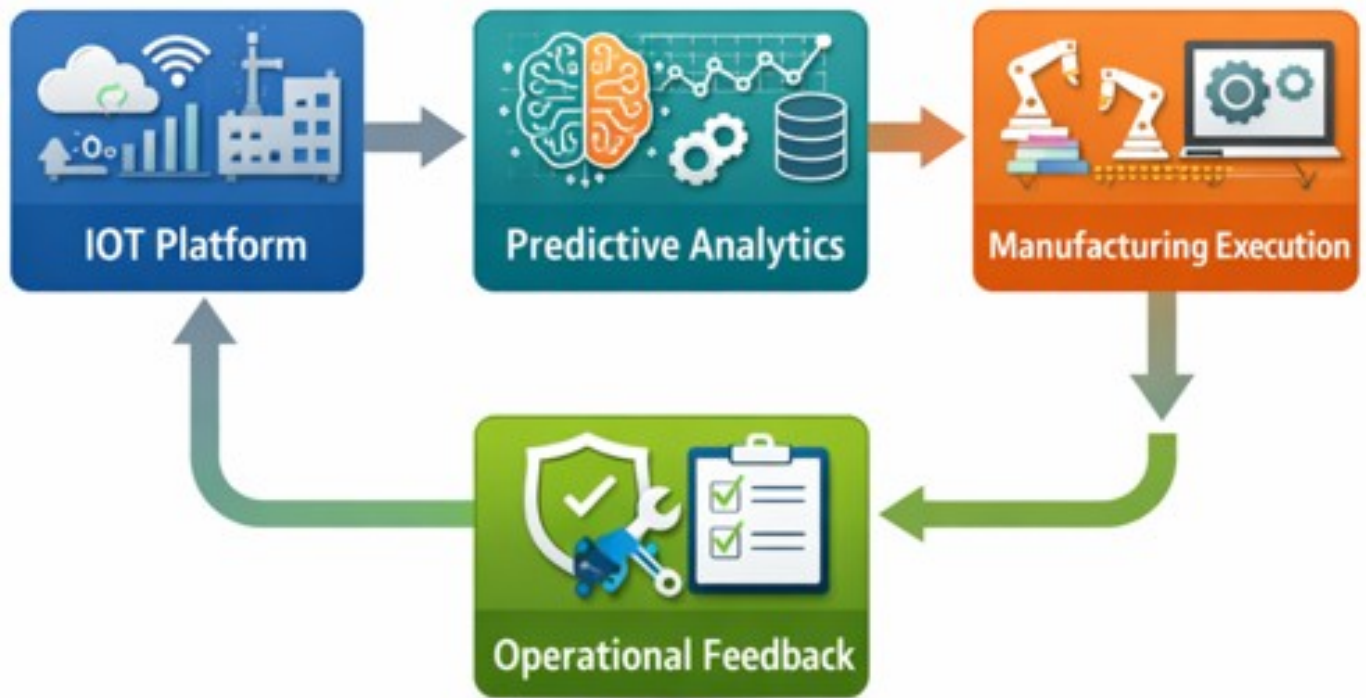 IOT Platform
Predictive Analytics
Manufacturing Execution
Operational Feedback